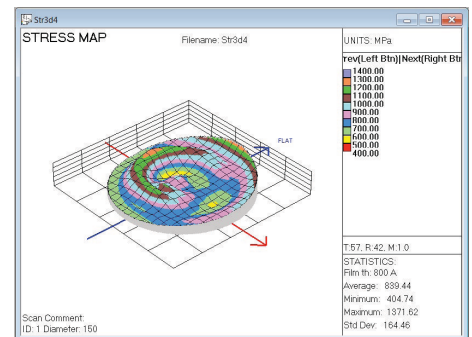 Str3d4
STRESS MAP
Filename: Str3d4
UNITS: MPa
rev(Left Btn)|Next(Right Btr
1400.00
1300.00
1200.00
1100.00
1000.00
900.00
800.00
700.00
600.00
500.00
400.00
FLAT
T:57, R:42, M:1.0
STATISTICS:
Film th: 800 A
Average: 839.44
Minimum: 404.74
Maximum: 1371.62
Std Dev: 164.46
Scan Comment:
ID: 1 Diameter: 150